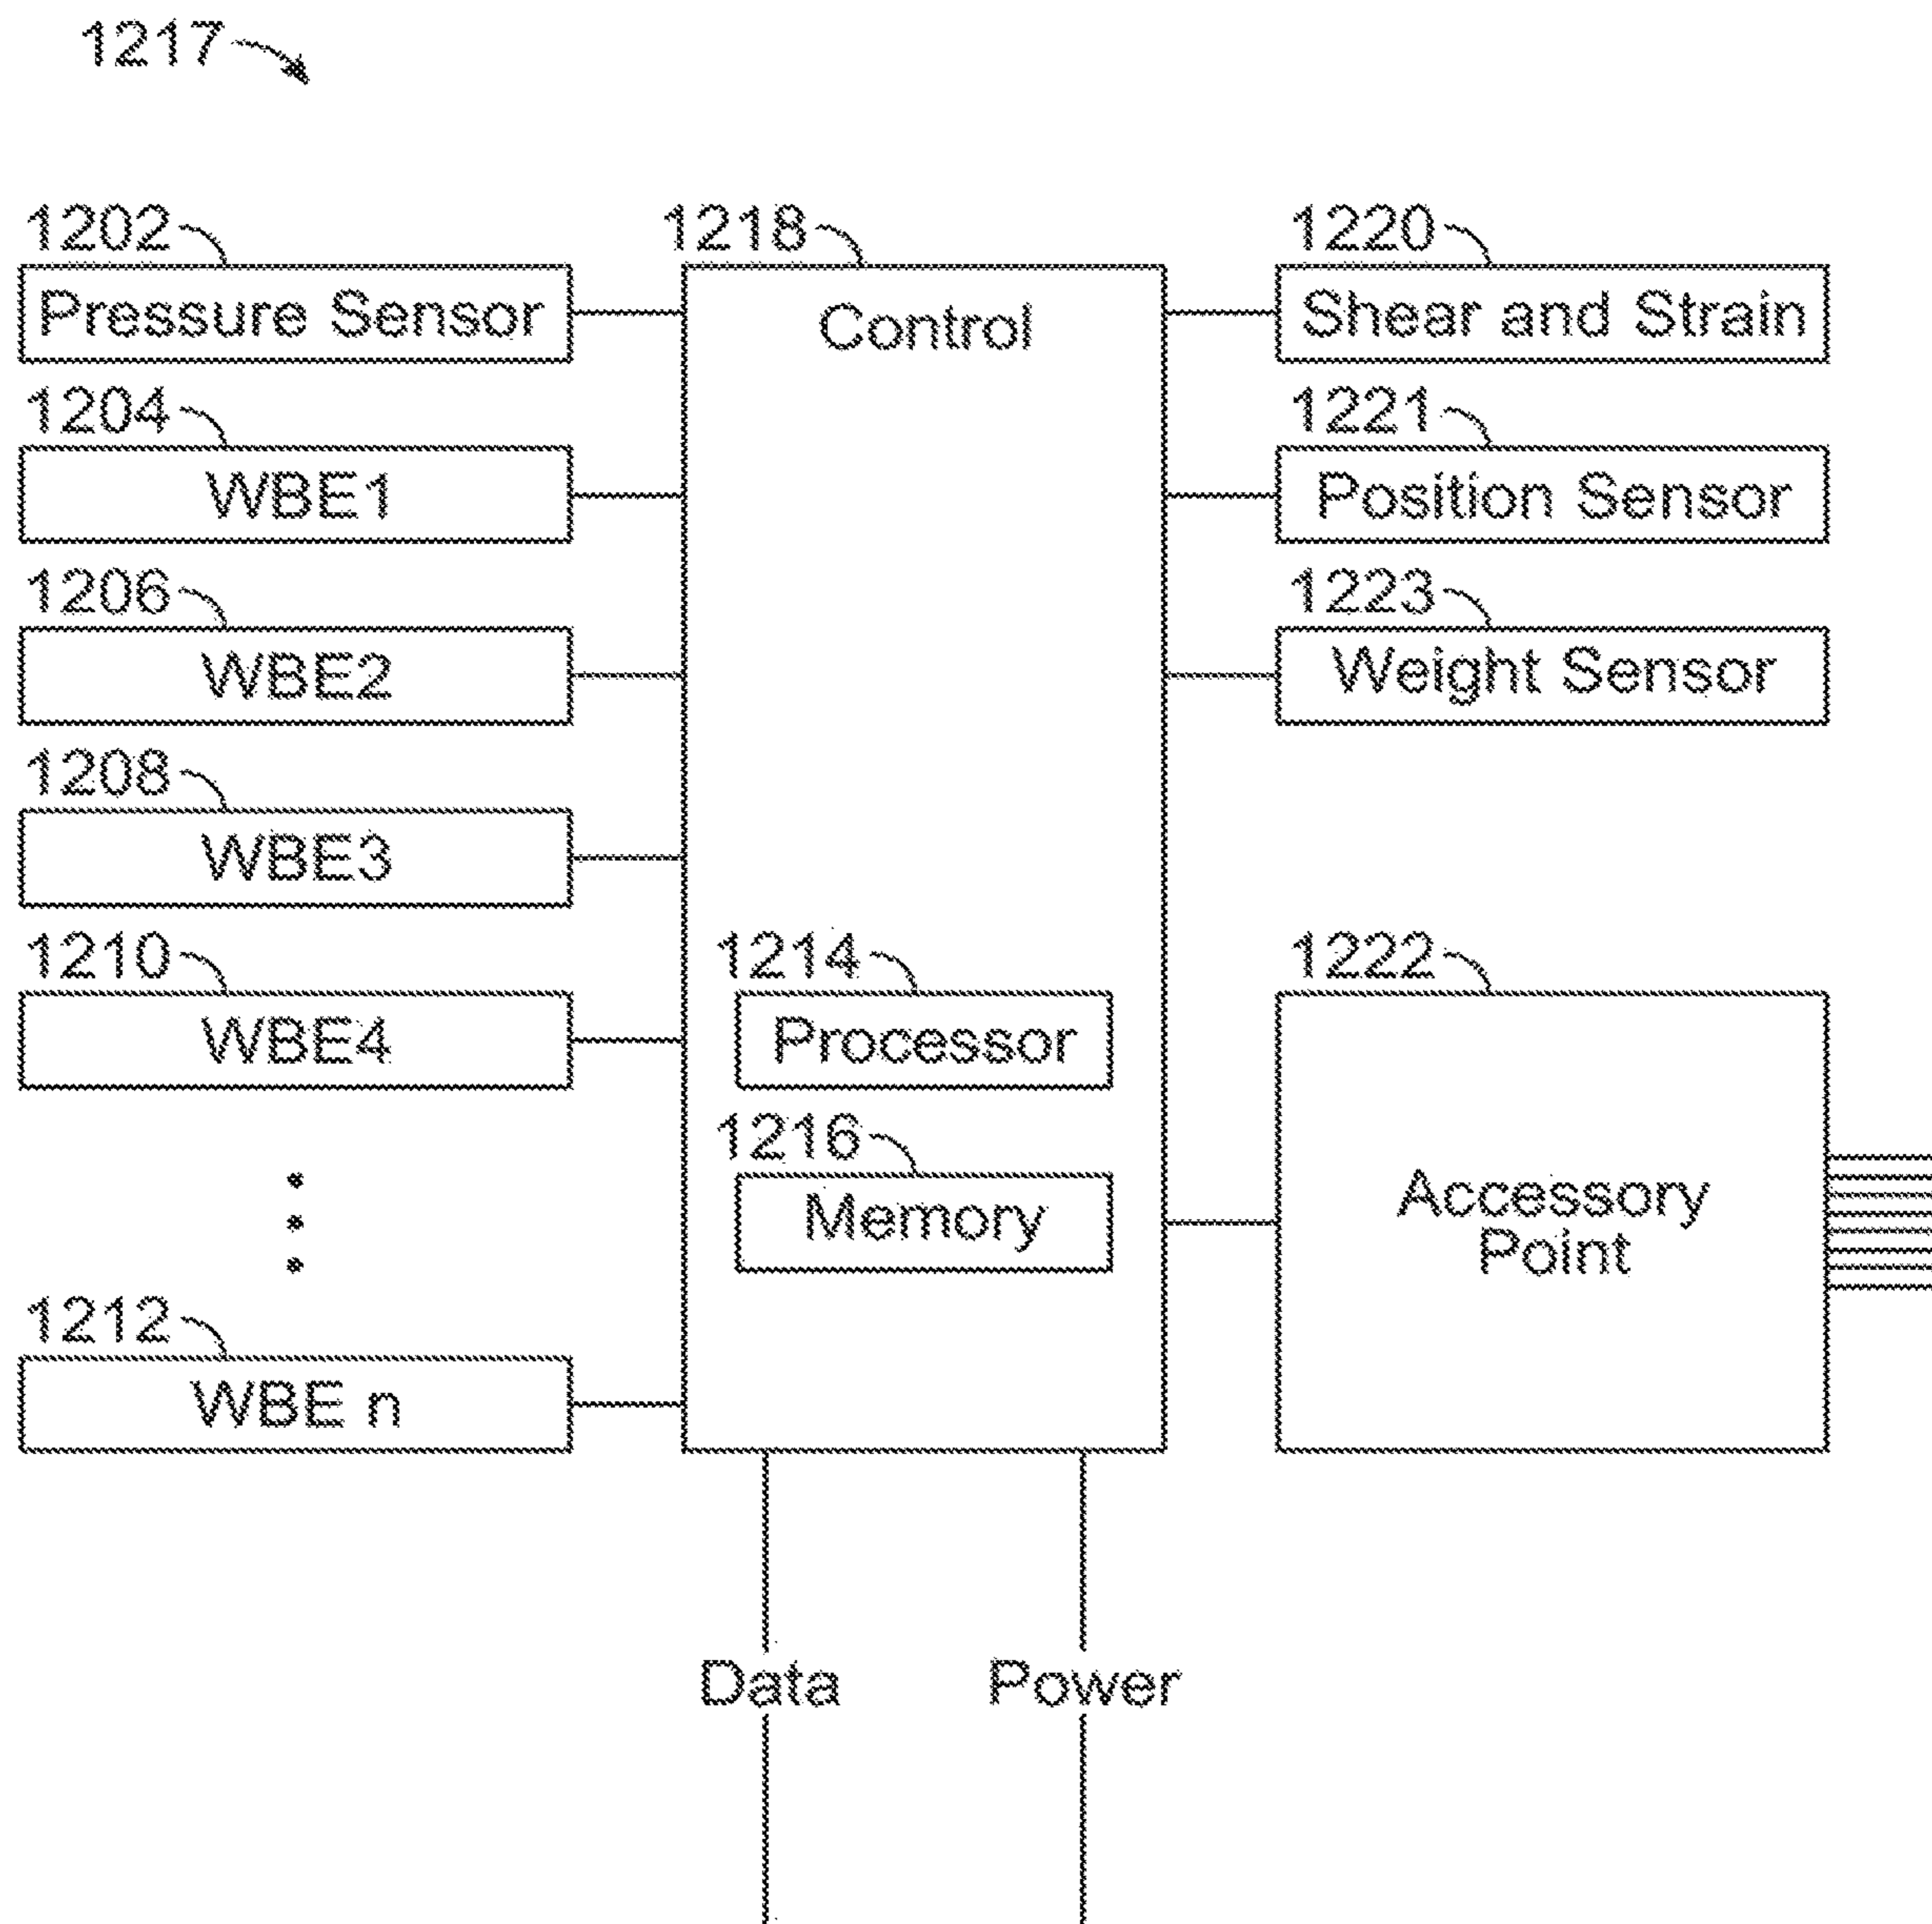 1217
1202
Pressure Sensor
1204
WBE1
1206
WBE2
1208
WBE3
1210
WBE4
1212
WBE n
1218
Control
1214
Processor
1216
Memory
Data
Power
1220
Shear and Strain
1221
Position Sensor
1223
Weight Sensor
1222
Accessory
Point